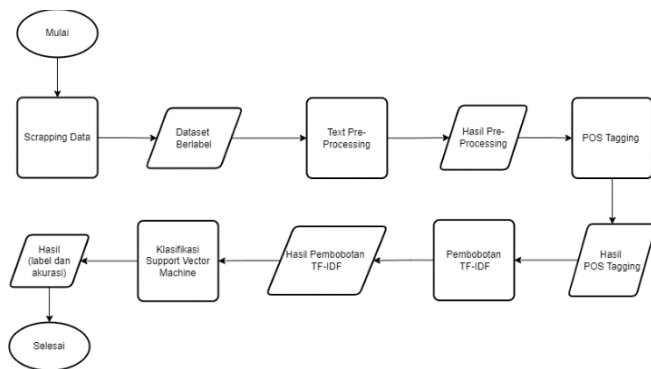 Mulai
Scrapping Data
Dataset
Berlabel
Text Pre-
Processing
Hasil Pre-
Processing
POS Tagging
Hasil
POS Tagging
Pembobotan
TF-IDF
Hasil Pembobotan
TF-IDF
Klasifikasi
Support Vector
Machine
Hasil
(label dan
akurasi)
Selesai